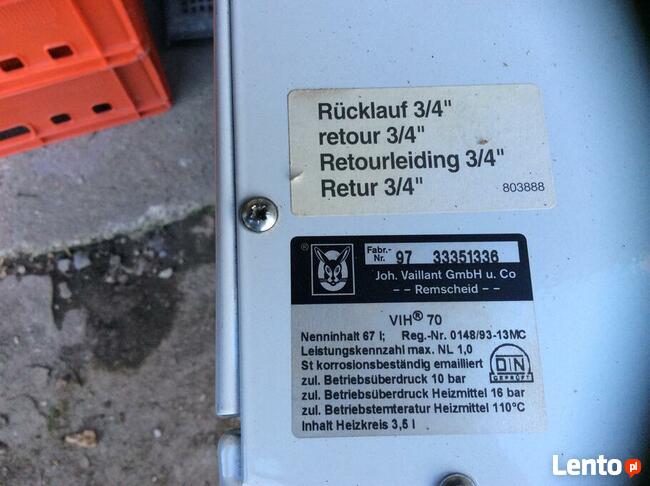 Rücklauf 3/4"
retour 3/4"
Retourleiding 3/4"
Retur 3/4"
803888
®
Fabr.-Nr. 97 33351336
Joh. Vaillant GmbH u. Co
- - Remscheid - -
VIH® 70
Nenninhalt 67 l; Reg.-Nr. 0148/93-13MC
Leistungskennzahl max. NL 1,0
St korrosionsbeständig emailliert
zul. Betriebsüberdruck 10 bar
zul. Betriebsüberdruck Heizmittel 16 bar
zul. Betriebstemteratur Heizmittel 110°C
Inhalt Heizkreis 3,5 l
DIN
GEPRÜFT
Lento.pl